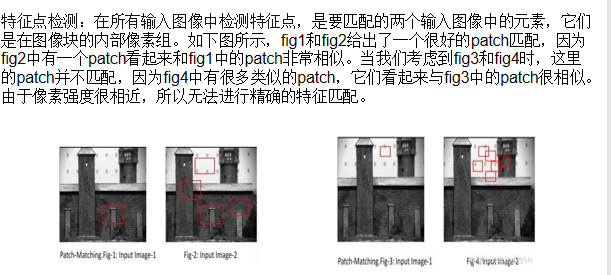 特征点检测：在所有输入图像中检测特征点，是要匹配的两个输入图像中的元素，它们
是在图像块的内部像素组。如下图所示，fig1和fig2给出了一个很好的patch匹配，因为
fig2中有一个patch看起来和fig1中的patch非常相似。当我们考虑到fig3和fig4时，这里
的patch并不匹配，因为fig4中有很多类似的patch，它们看起来与fig3中的patch很相似。
由于像素强度很相近，所以无法进行精确的特征匹配。
Patch-Matching.Fig-1: Input Image-1
Fig-2: Input Image-2
Patch-Matching.Fig-3: Input Image-1
Fig-4: Input Image-2